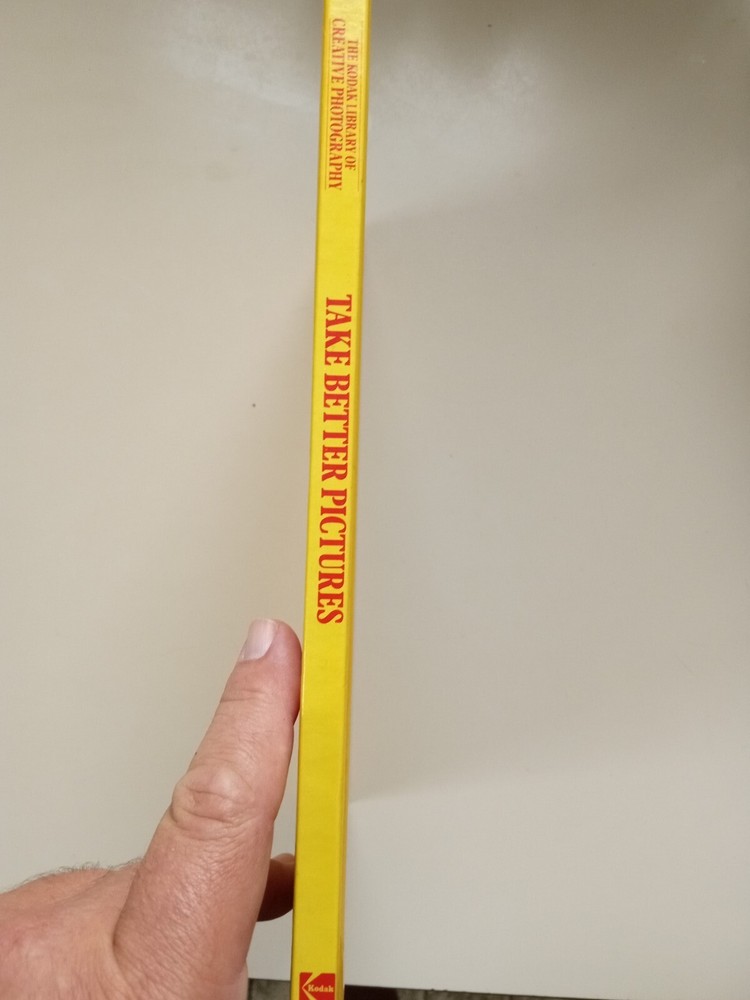 THE KODAK LIBRARY OF
CREATIVE PHOTOGRAPHY
TAKE BETTER PICTURES
Kodak